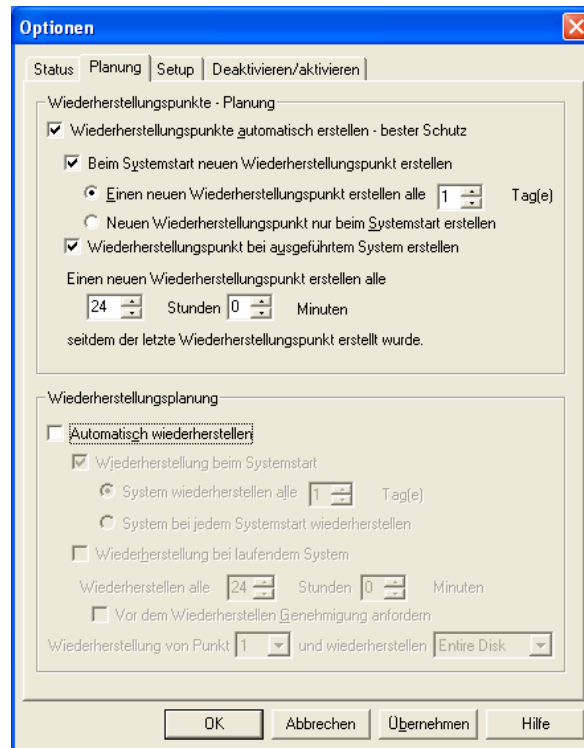 Optionen
Status Planung Setup Deaktivieren/aktivieren
Wiederherstellungspunkte - Planung
Wiederherstellungspunkte automatisch erstellen - bester Schutz
Beim Systemstart neuen Wiederherstellungspunkt erstellen
Einen neuen Wiederherstellungspunkt erstellen alle 1 Tag(e)
Neuen Wiederherstellungspunkt nur beim Systemstart erstellen
Wiederherstellungspunkt bei ausgeführtem System erstellen
Einen neuen Wiederherstellungspunkt erstellen alle
24 Stunden 0 Minuten
seitdem der letzte Wiederherstellungspunkt erstellt wurde.
Wiederherstellungsplanung
Automatisch wiederherstellen
Wiederherstellung beim Systemstart
System wiederherstellen alle 1 Tag(e)
System bei jedem Systemstart wiederherstellen
Wiederherstellung bei laufendem System
Wiederherstellen alle 24 Stunden 0 Minuten
Vor dem Wiederherstellen Genehmigung anfordern
Wiederherstellung von Punkt 1 und wiederherstellen Entire Disk
OK Abbrechen Übernehmen Hilfe